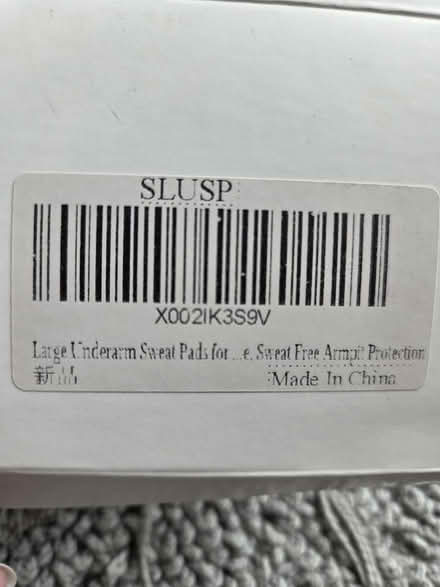 SLUSP
X002IK3S9V
Large Underarm Sweat Pads for ...e. Sweat Free Armpit Protection
新品
Made In China